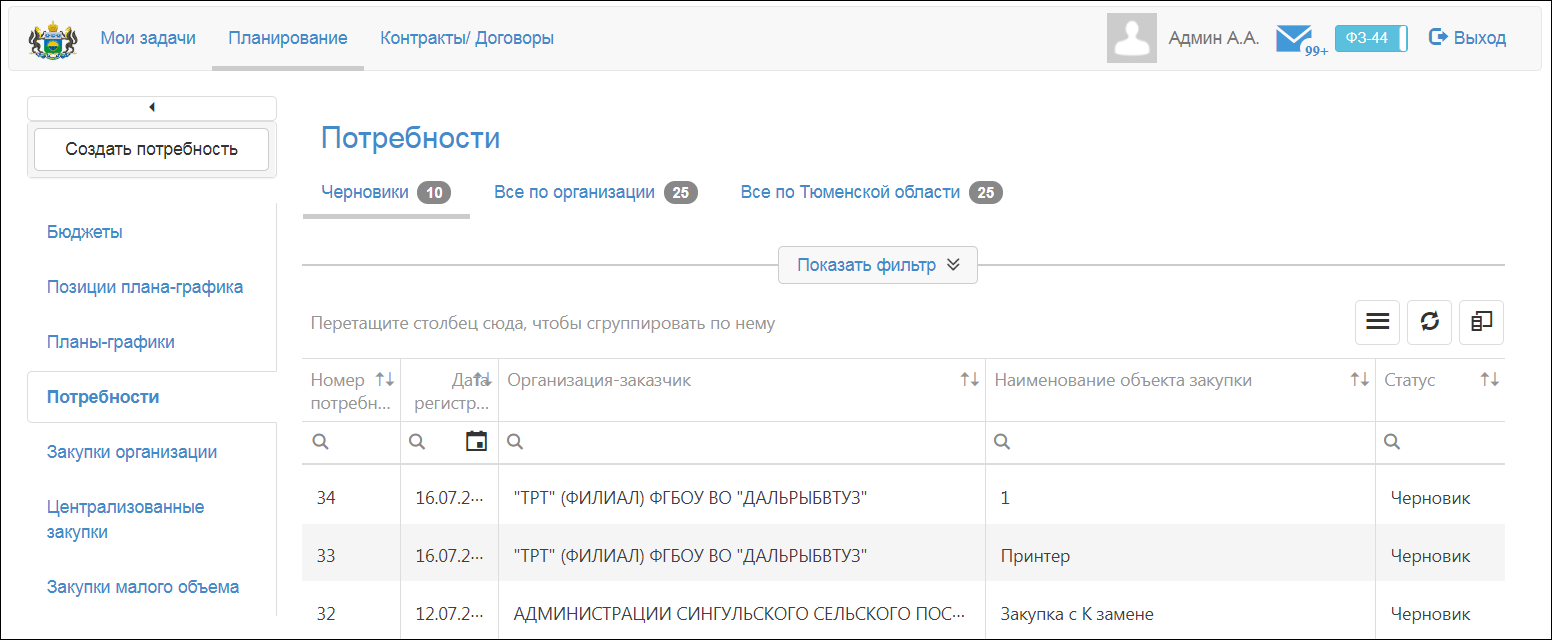 Мои задачи Планирование Контракты/ Договоры Админ А.А. 99+ ФЗ-44 Выход
Создать потребность
Бюджеты
Позиции плана-графика
Планы-графики
Потребности
Закупки организации
Централизованные
закупки
Закупки малого объема
Потребности
Черновики 10 Все по организации 25 Все по Тюменской области 25
Показать фильтр
Перетащите столбец сюда, чтобы сгруппировать по нему
Номер Дата Организация-заказчик Наименование объекта закупки Статус
потребн... регистр...
34 16.07.2... "ТРТ" (ФИЛИАЛ) ФГБОУ ВО "ДАЛЬРЫБВТУЗ" 1 Черновик
33 16.07.2... "ТРТ" (ФИЛИАЛ) ФГБОУ ВО "ДАЛЬРЫБВТУЗ" Принтер Черновик
32 12.07.2... АДМИНИСТРАЦИИ СИНГУЛЬСКОГО СЕЛЬСКОГО ПОС... Закупка с К замене Черновик